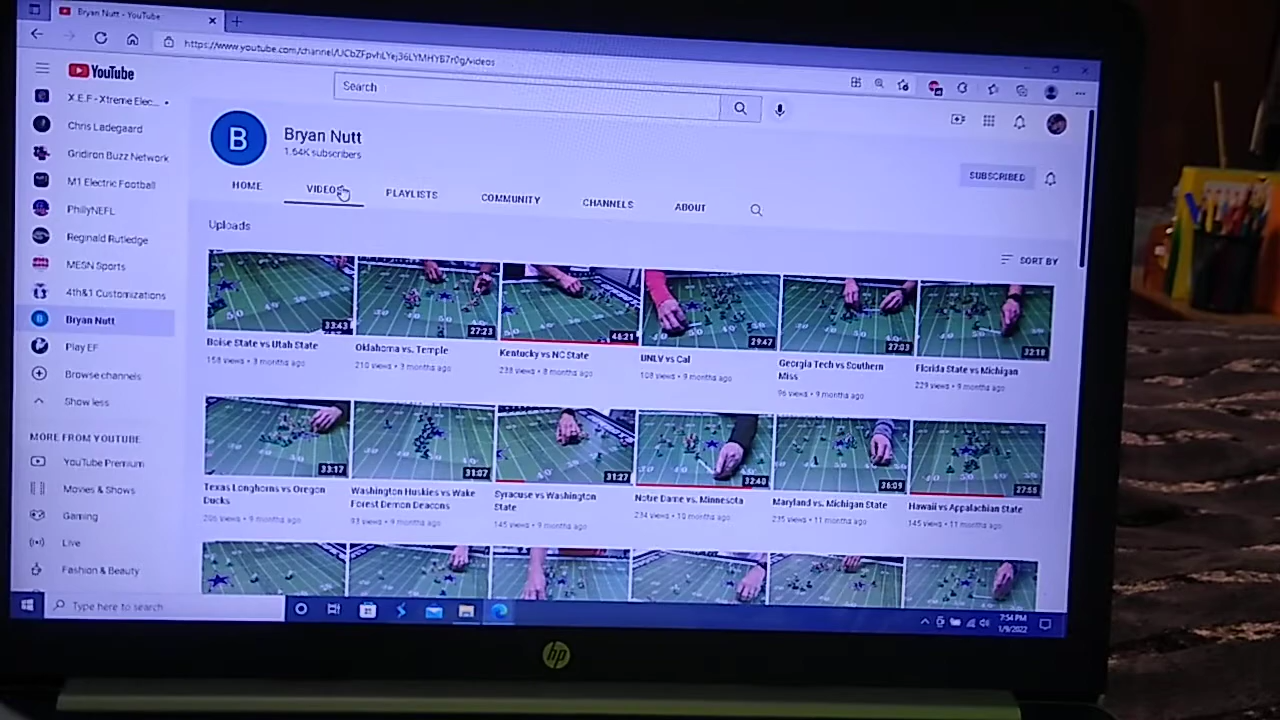 Bryan Nutt - YouTube
https://www.youtube.com/channel/UCbZFpvhLYej36LYMHYB7r0g/videos
YouTube
Search
X.E.F - Xtreme Elec...
Chris Ladegaard
Gridiron Buzz Network
M1 Electric Football
PhillyNEFL
Reginald Rutledge
MESN Sports
4th&1 Customizations
Bryan Nutt
Play EF
Browse channels
Show less
MORE FROM YOUTUBE
YouTube Premium
Movies & Shows
Gaming
Live
Fashion & Beauty
B
Bryan Nutt
1.64K subscribers
SUBSCRIBED
HOME VIDEOS PLAYLISTS COMMUNITY CHANNELS ABOUT
Uploads
SORT BY
33:43 27:23 46:21 29:47 27:03 32:18
Boise State vs Utah State
158 views • 3 months ago
Oklahoma vs. Temple
210 views • 3 months ago
Kentucky vs NC State
238 views • 8 months ago
UNLV vs Cal
108 views • 9 months ago
Georgia Tech vs Southern
Miss
96 views • 9 months ago
Florida State vs Michigan
229 views • 9 months ago
33:17 31:07 31:27 32:40 36:09 27:55
Texas Longhorns vs Oregon
Ducks
206 views • 9 months ago
Washington Huskies vs Wake
Forest Demon Deacons
93 views • 9 months ago
Syracuse vs Washington
State
145 views • 9 months ago
Notre Dame vs. Minnesota
234 views • 10 months ago
Maryland vs. Michigan State
235 views • 11 months ago
Hawaii vs Appalachian State
145 views • 11 months ago
Type here to search
7:54 PM
1/9/2022
hp